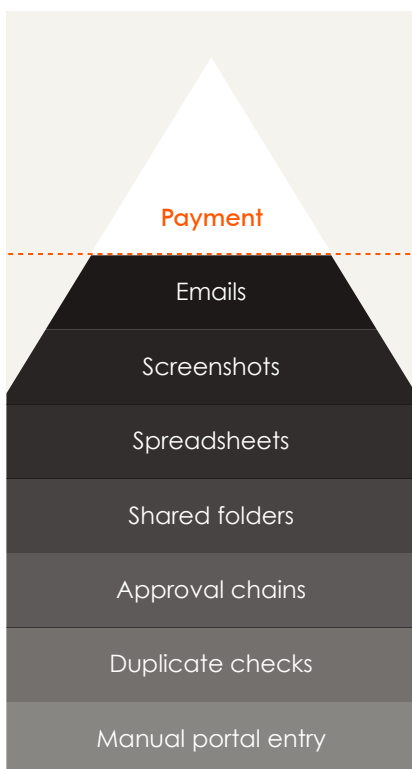 Payment
Emails
Screenshots
Spreadsheets
Shared folders
Approval chains
Duplicate checks
Manual portal entry